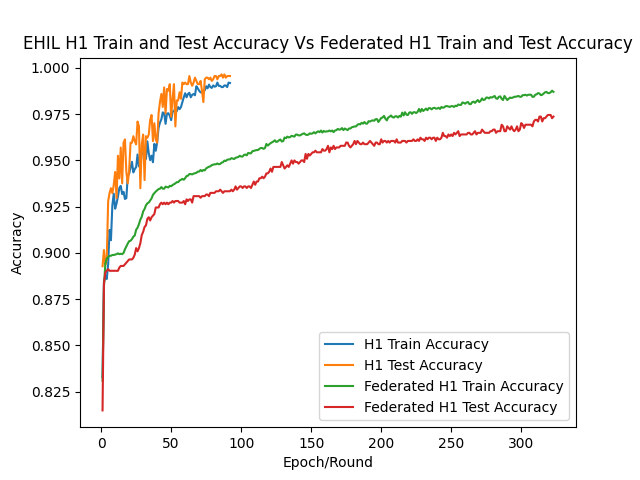 EHIL H1 Train and Test Accuracy Vs Federated H1 Train and Test Accuracy
1.000
0.975
0.950
0.925
0.900
0.875
0.850
0.825
Accuracy
H1 Train Accuracy
H1 Test Accuracy
Federated H1 Train Accuracy
Federated H1 Test Accuracy
0 50 100 150 200 250 300
Epoch/Round